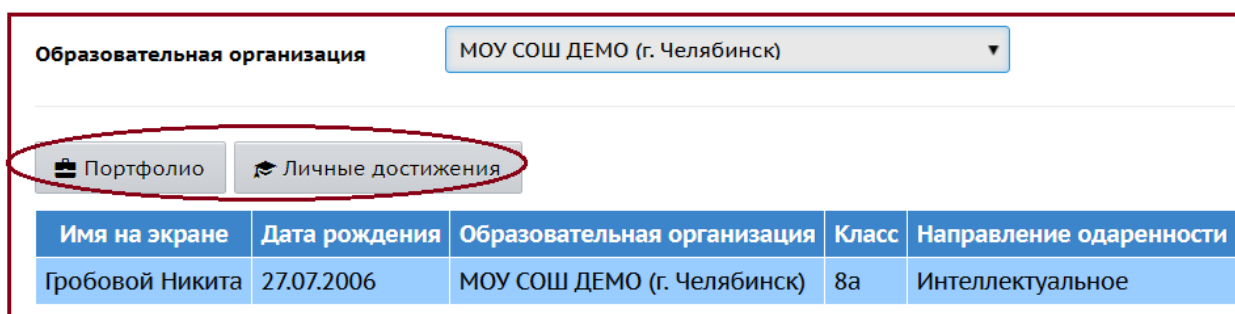 Образовательная организация МОУ СОШ ДЕМО (г. Челябинск)
Портфолио Личные достижения
Имя на экране Дата рождения Образовательная организация Класс Направление одаренности
Гробовой Никита 27.07.2006 МОУ СОШ ДЕМО (г. Челябинск) 8а Интеллектуальное